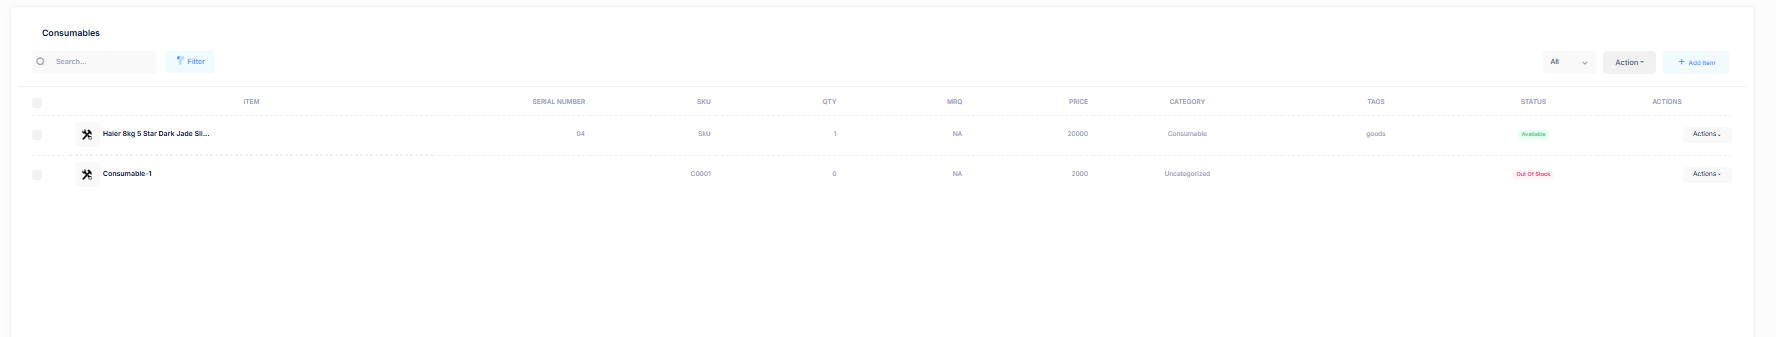 Consumables
Search...
Filter
All
Action
+ Add Item
ITEM SERIAL NUMBER SKU QTY MRQ PRICE CATEGORY TAGS STATUS ACTIONS
Haier 8kg 5 Star Dark Jade Sli... 04 SkU 1 NA 20000 Consumable goods Available Actions
Consumable-1 C0001 0 NA 2000 Uncategorized Out Of Stock Actions